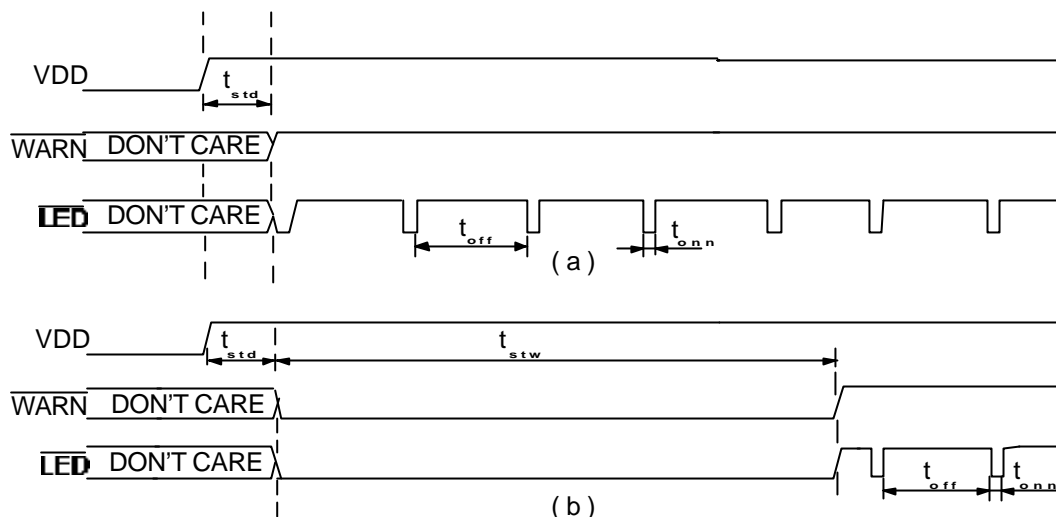 VDD
t std
WARN DON'T CARE
LED DON'T CARE
t off
t onn
(a)
VDD
t std
t stw
WARN DON'T CARE
LED DON'T CARE
t off
t onn
(b)